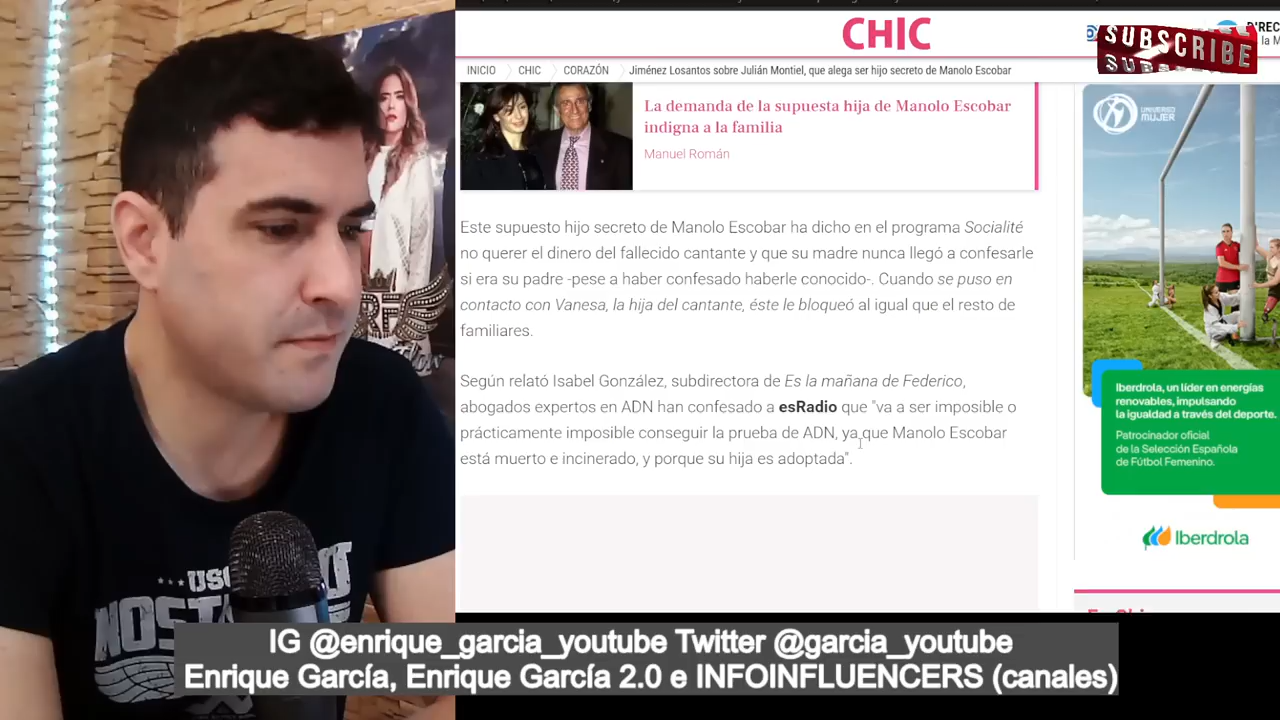 CHIC
DIREC
la M
SUBSCRIBE
INICIO CHIC CORAZÓN Jiménez Losantos sobre Julián Montiel, que alega ser hijo secreto de Manolo Escobar
La demanda de la supuesta hija de Manolo Escobar
indigna a la familia
Manuel Román
Este supuesto hijo secreto de Manolo Escobar ha dicho en el programa Socialité
no querer el dinero del fallecido cantante y que su madre nunca llegó a confesarle
si era su padre -pese a haber confesado haberle conocido-. Cuando se puso en
contacto con Vanesa, la hija del cantante, éste le bloqueó al igual que el resto de
familiares.
Según relató Isabel González, subdirectora de Es la mañana de Federico,
abogados expertos en ADN han confesado a esRadio que "va a ser imposible o
prácticamente imposible conseguir la prueba de ADN, ya que Manolo Escobar
está muerto e incinerado, y porque su hija es adoptada".
UNIVERSO
MUJER
Iberdrola, un líder en energías
renovables, impulsando
la igualdad a través del deporte.
Patrocinador oficial
de la Selección Española
de Fútbol Femenino.
Iberdrola
IG @enrique_garcia_youtube Twitter @garcia_youtube
Enrique García, Enrique García 2.0 e INFOINFLUENCERS (canales)